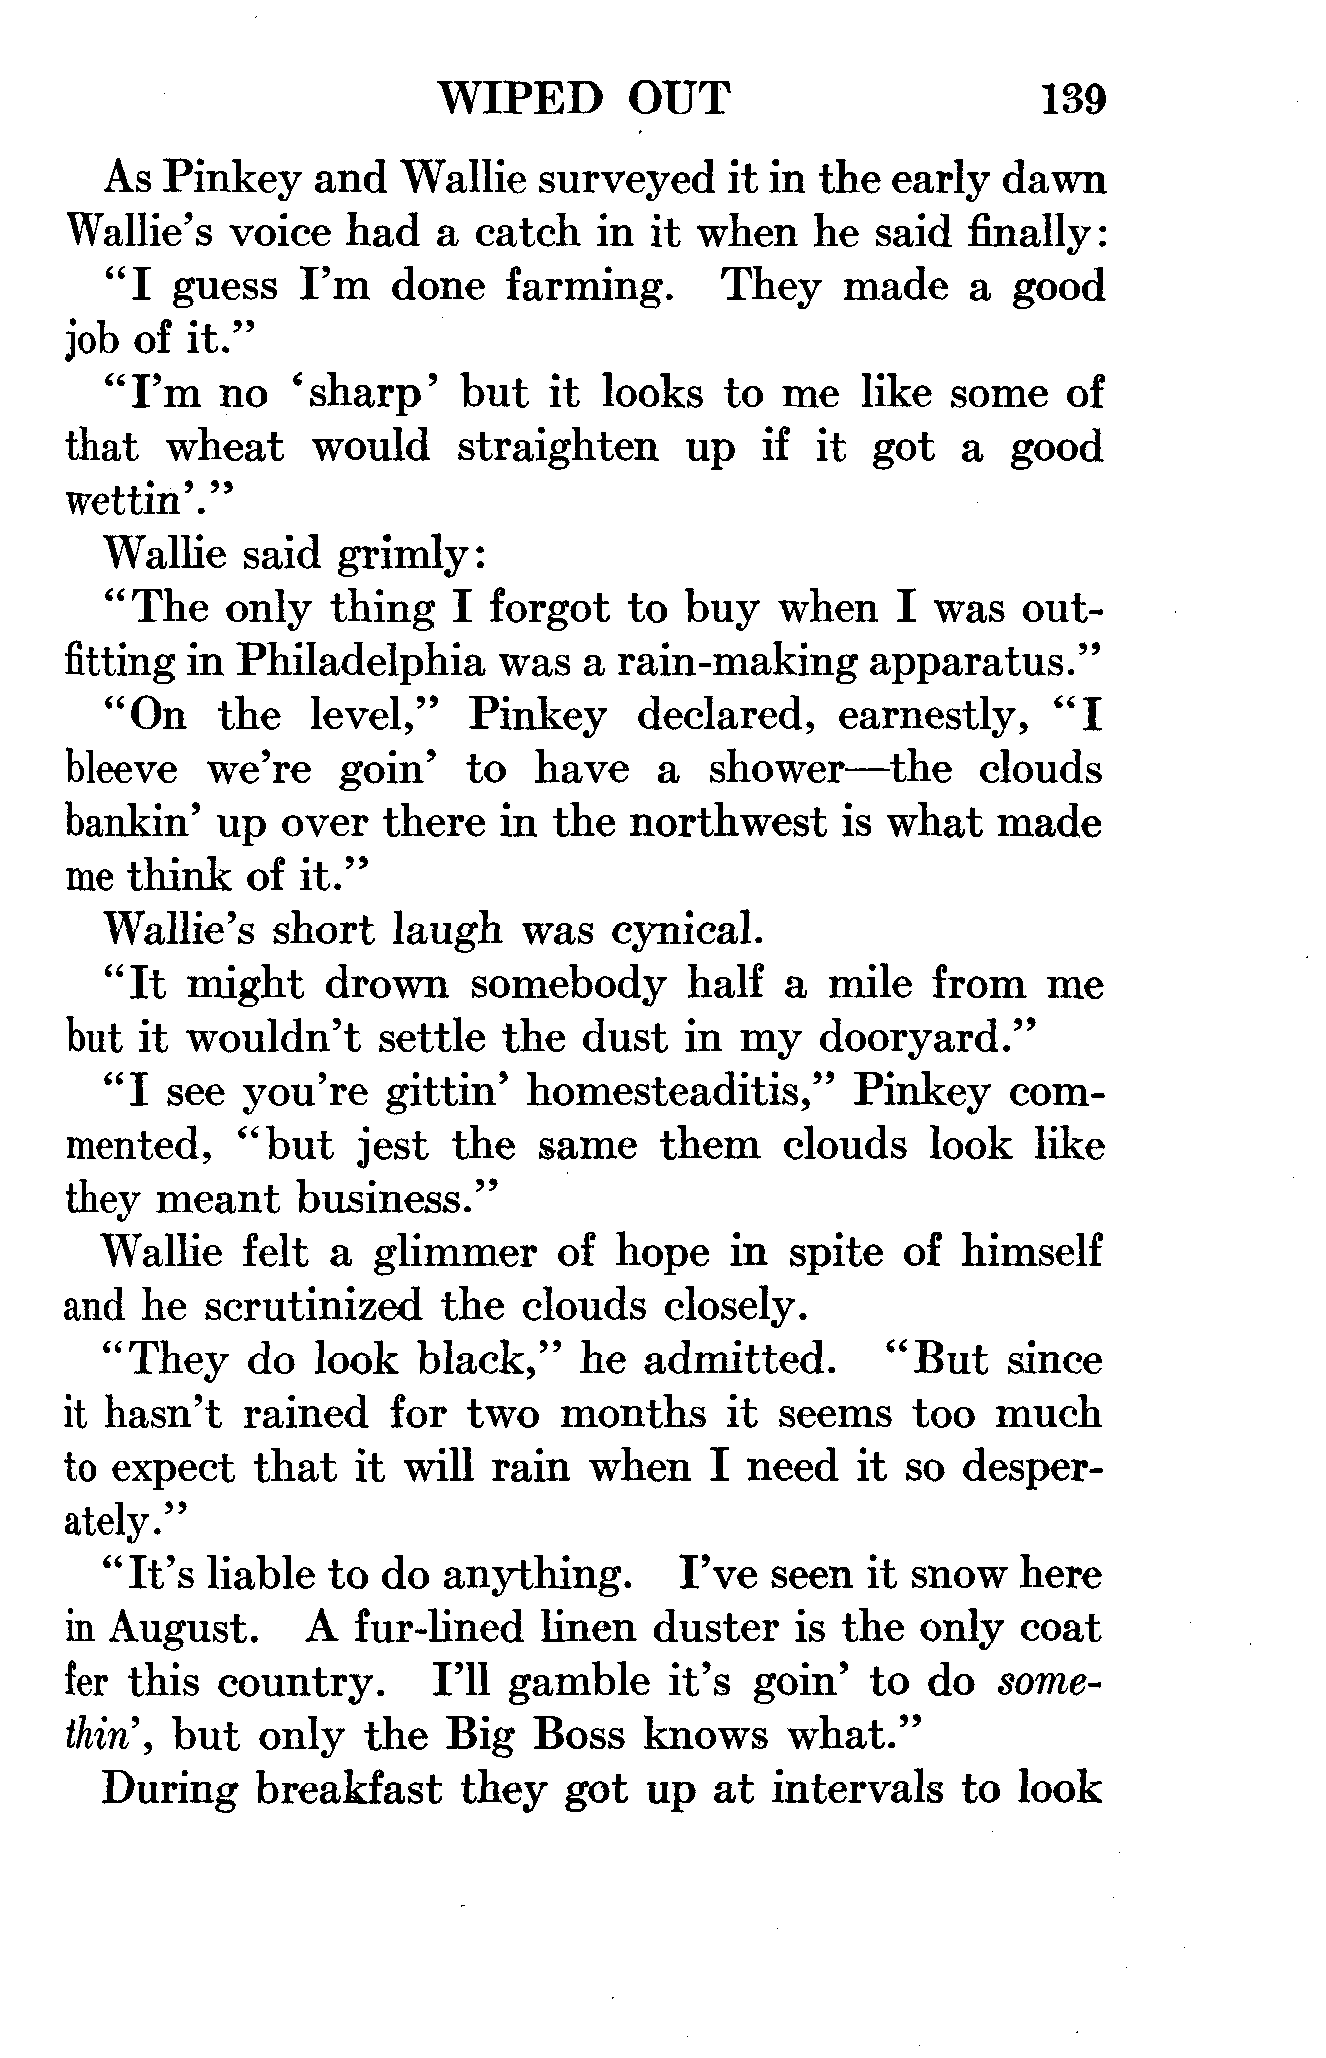 WIPED OUT 139
As Pinkey and Wallie surveyed it in the early dawn
Wallie's voice had a catch in it when he said finally:
"I guess I'm done farming. They made a good
job of it."
"I'm no 'sharp' but it looks to me like some of
that wheat would straighten up if it got a good
wettin'."
Wallie said grimly:
"The only thing I forgot to buy when I was out-
fitting in Philadelphia was a rain-making apparatus."
"On the level," Pinkey declared, earnestly, "I
bleeve we're goin' to have a shower—the clouds
bankin' up over there in the northwest is what made
me think of it."
Wallie's short laugh was cynical.
"It might drown somebody half a mile from me
but it wouldn't settle the dust in my dooryard."
"I see you're gittin' homesteaditis," Pinkey com-
mented, "but jest the same them clouds look like
they meant business."
Wallie felt a glimmer of hope in spite of himself
and he scrutinized the clouds closely.
"They do look black," he admitted. "But since
it hasn't rained for two months it seems too much
to expect that it will rain when I need it so desper-
ately."
"It's liable to do anything. I've seen it snow here
in August. A fur-lined linen duster is the only coat
fer this country. I'll gamble it's goin' to do some-
thin', but only the Big Boss knows what."
During breakfast they got up at intervals to look